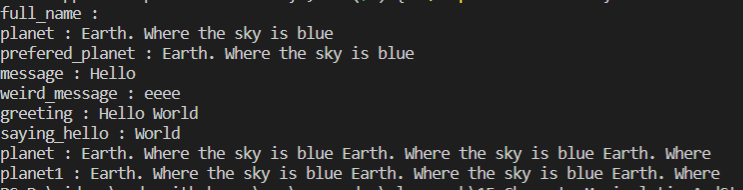 full_name :
planet : Earth. Where the sky is blue
prefered_planet : Earth. Where the sky is blue
message : Hello
weird_message : eeee
greeting : Hello World
saying_hello : World
planet : Earth. Where the sky is blue Earth. Where the sky is blue Earth. Where
planet1 : Earth. Where the sky is blue Earth. Where the sky is blue Earth. Where